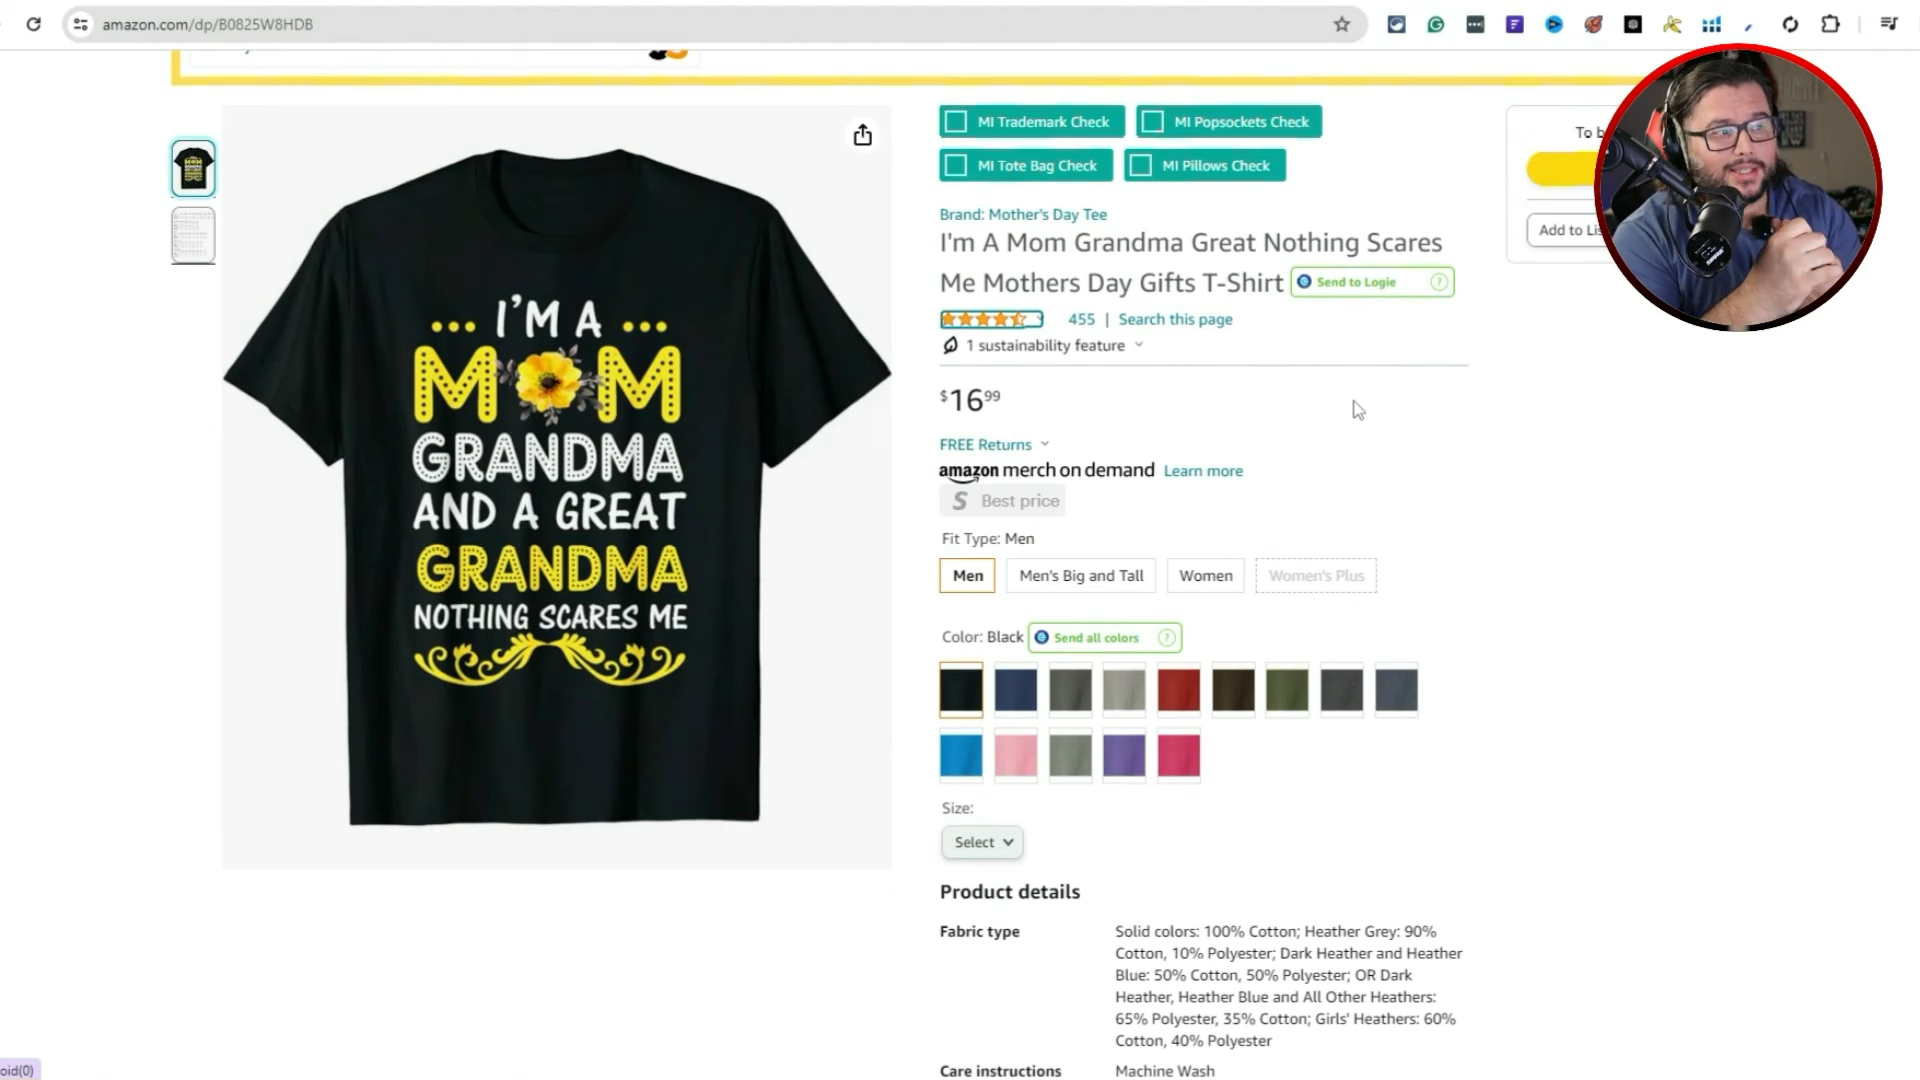 amazon.com/dp/B0825W8HDB
MI Trademark Check
MI Popsockets Check
MI Tote Bag Check
MI Pillows Check
To b
Add to Lis
Brand: Mother's Day Tee
I'm A Mom Grandma Great Nothing Scares
Me Mothers Day Gifts T-Shirt
Send to Logie ?
455 | Search this page
1 sustainability feature
$16 99
FREE Returns
amazon merch on demand Learn more
S Best price
Fit Type: Men
Men
Men's Big and Tall
Women
Women's Plus
Color: Black
Send all colors ?
Size:
Select
Product details
Fabric type
Solid colors: 100% Cotton; Heather Grey: 90%
Cotton, 10% Polyester; Dark Heather and Heather
Blue: 50% Cotton, 50% Polyester; OR Dark
Heather, Heather Blue and All Other Heathers:
65% Polyester, 35% Cotton; Girls' Heathers: 60%
Cotton, 40% Polyester
Care instructions
Machine Wash
... I'M A ...
MOM
GRANDMA
AND A GREAT
GRANDMA
NOTHING SCARES ME
oid(0)